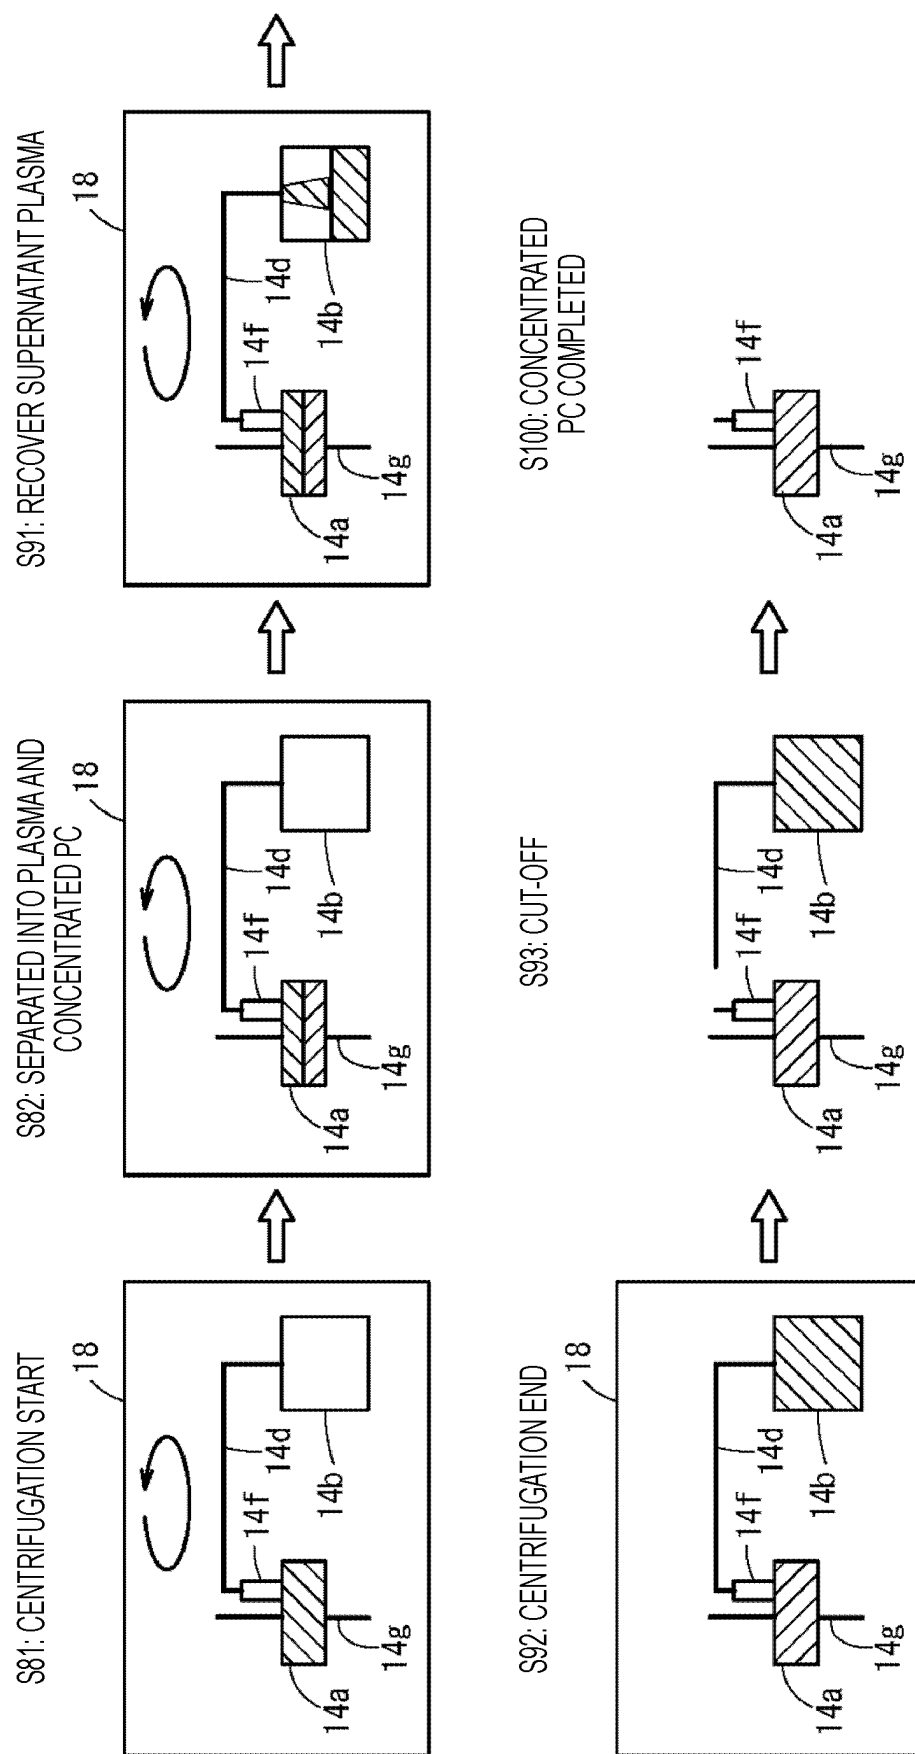 S81: CENTRIFUGATION START
18
14d
14f
14b
14g
14a
S82: SEPARATED INTO PLASMA AND
CONCENTRATED PC
18
14d
14f
14b
14g
14a
S91: RECOVER SUPERNATANT PLASMA
18
14d
14f
14b
14g
14a
S92: CENTRIFUGATION END
18
14d
14f
14b
14g
14a
S93: CUT-OFF
14d
14f
14b
14g
14a
S100: CONCENTRATED
PC COMPLETED
14f
14g
14a